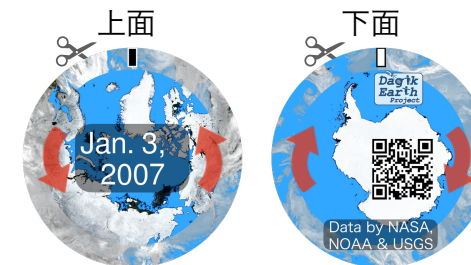 上面
下面
Jan. 3,
2007
Dagik
Earth
Project
Data by NASA,
NOAA & USGS